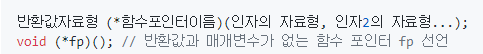 반환값자료형 (*함수포인터이름)(인자의 자료형, 인자2의 자료형...);
void (*fp)(); // 반환값과 매개변수가 없는 함수 포인터 fp 선언